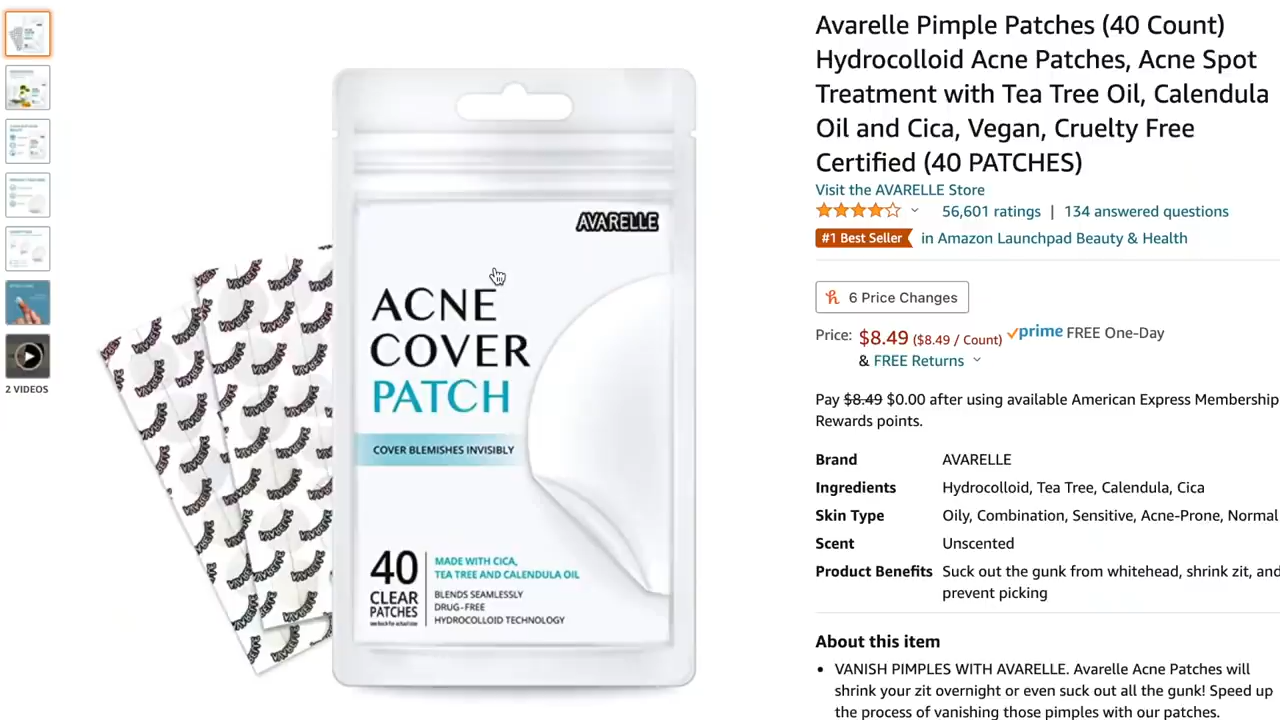 Avarelle Pimple Patches (40 Count)
Hydrocolloid Acne Patches, Acne Spot
Treatment with Tea Tree Oil, Calendula
Oil and Cica, Vegan, Cruelty Free
Certified (40 PATCHES)
Visit the AVARELLE Store
56,601 ratings | 134 answered questions
#1 Best Seller in Amazon Launchpad Beauty & Health
6 Price Changes
Price: $8.49 ($8.49 / Count) prime FREE One-Day
& FREE Returns
Pay $8.49 $0.00 after using available American Express Membership
Rewards points.
Brand AVARELLE
Ingredients Hydrocolloid, Tea Tree, Calendula, Cica
Skin Type Oily, Combination, Sensitive, Acne-Prone, Normal
Scent Unscented
Product Benefits Suck out the gunk from whitehead, shrink zit, and
prevent picking
About this item
• VANISH PIMPLES WITH AVARELLE. Avarelle Acne Patches will
shrink your zit overnight or even suck out all the gunk! Speed up
the process of vanishing those pimples with our patches.
2 VIDEOS
AVARELLE
ACNE
COVER
PATCH
COVER BLEMISHES INVISIBLY
40
CLEAR
PATCHES
see back for actual size
MADE WITH CICA,
TEA TREE AND CALENDULA OIL
BLENDS SEAMLESSLY
DRUG-FREE
HYDROCOLLOID TECHNOLOGY